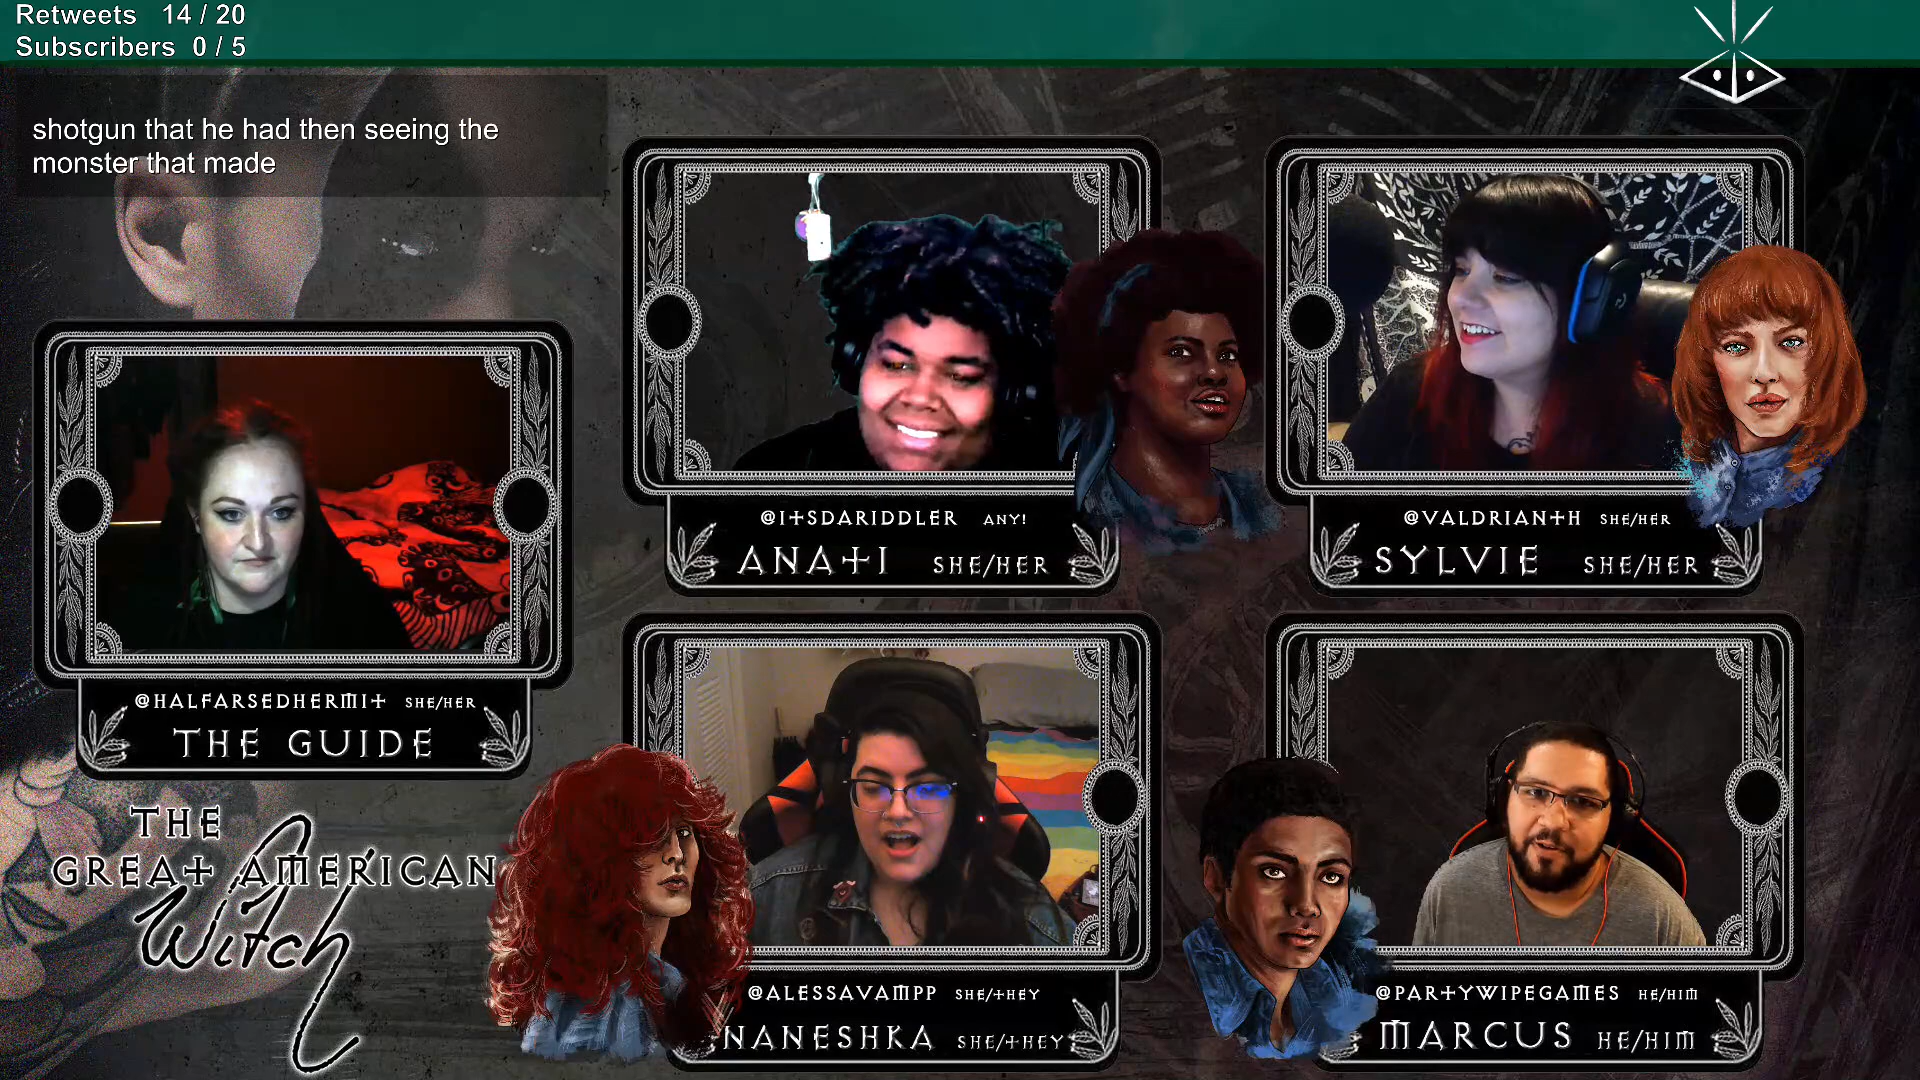 Retweets 14 / 20
Subscribers 0 / 5
shotgun that he had then seeing the
monster that made
@ITSDARIDDLER ANY!
ANATI SHE/HER
@VALDRIANTH SHE/HER
SYLVIE SHE/HER
@HALFARSEDHERMIT SHE/HER
THE GUIDE
THE
GREAT AMERICAN
Witch
@ALESSAVAMPP SHE/THEY
NANESHKA SHE/THEY
@PARTYWIPEGAMES HE/HIM
MARCUS HE/HIM